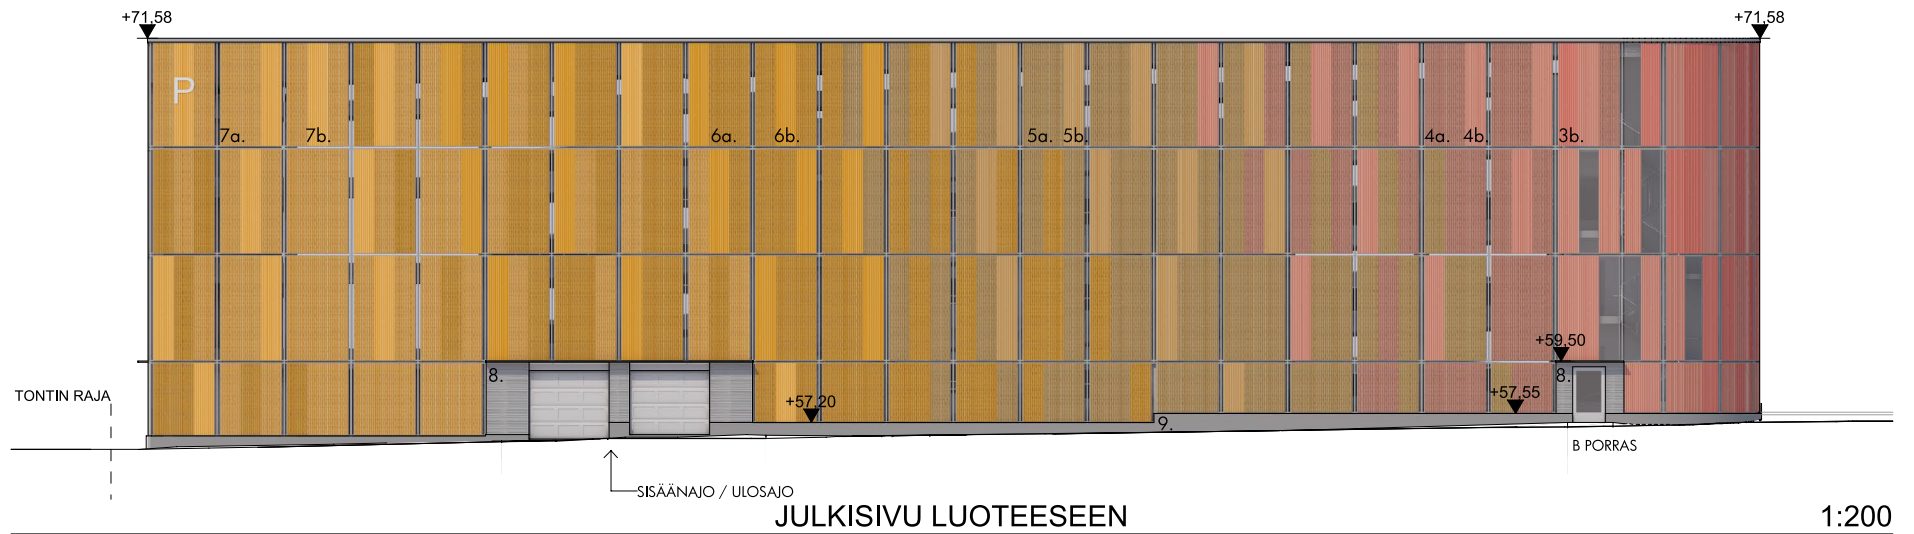 +71,58
+71,58
P
7a.
7b.
6a.
6b.
5a.
5b.
4a.
4b.
3b.
+59,50
8.
8.
TONTIN RAJA
+57,20
+57,55
9.
B PORRAS
SISÄÄNAJO / ULOSAJO
JULKISIVU LUOTEESEEN
1:200